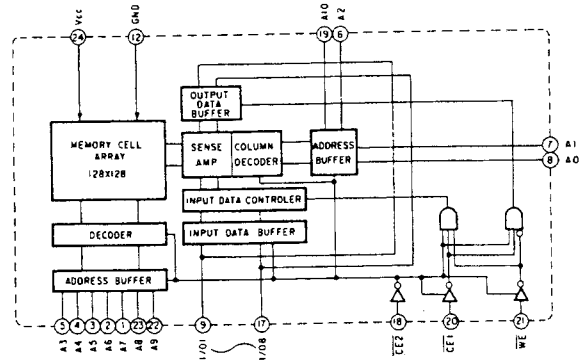 Vcc GND A10 A2
24 12 19 6
OUTPUT
DATA
BUFFER
MEMORY CELL
ARRAY
128X128
SENSE
AMP
COLUMN
DECODER
ADDRESS
BUFFER
7 A1
8 A0
INPUT DATA CONTROLER
DECODER
INPUT DATA BUFFER
ADDRESS BUFFER
5 4 3 2 1 23 22 9 17 18 20 21
A3 A4 A5 A6 A7 A8 A9 I/O1 I/O8 CE2 CE1 WE